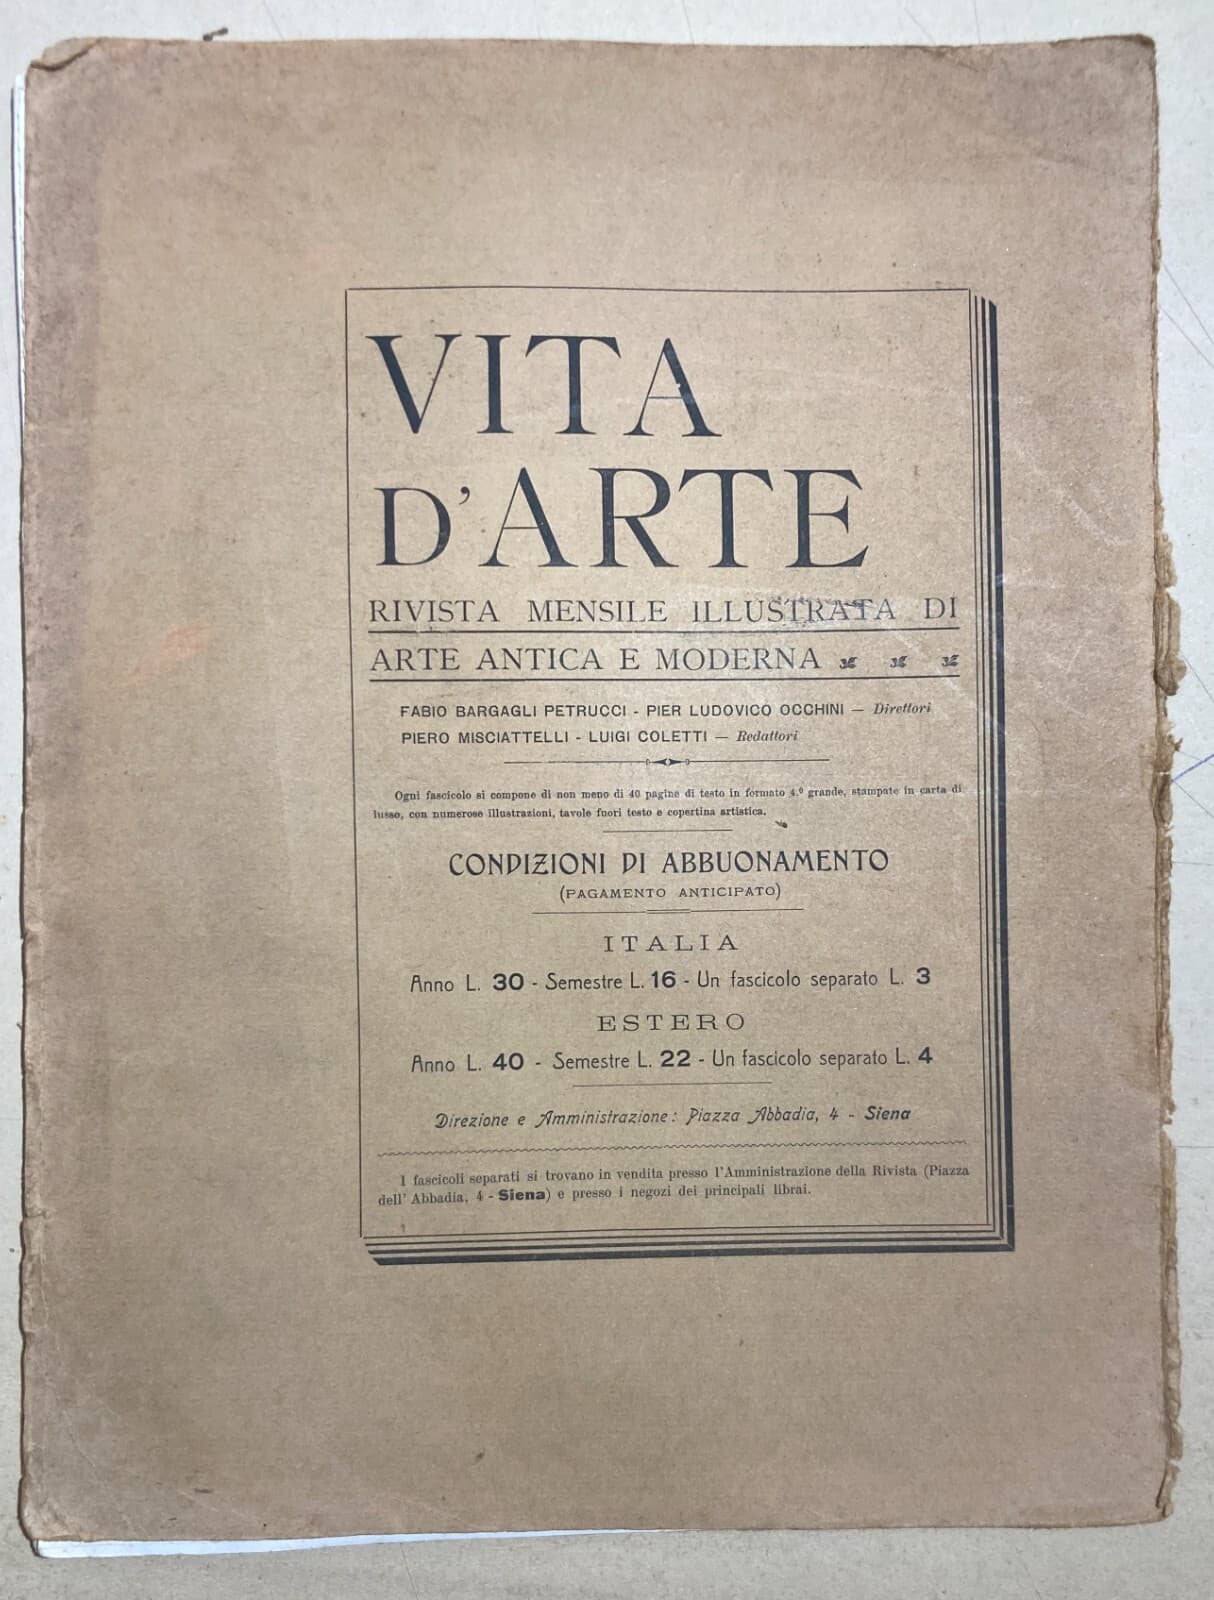 VITA
D'ARTE
RIVISTA MENSILE ILLUSTRATA DI
ARTE ANTICA E MODERNA
FABIO BARGAGLI PETRUCCI - PIER LUDOVICO OCCHINI — Direttori
PIERO MISCIATTELLI - LUIGI COLETTI — Redattori
Ogni fascicolo si compone di non meno di 40 pagine di testo in formato 4.º grande, stampate in carta di
lusso, con numerose illustrazioni, tavole fuori testo e copertina artistica.
CONDIZIONI DI ABBUONAMENTO
(PAGAMENTO ANTICIPATO)
ITALIA
Anno L. 30 - Semestre L. 16 - Un fascicolo separato L. 3
ESTERO
Anno L. 40 - Semestre L. 22 - Un fascicolo separato L. 4
Direzione e Amministrazione: Piazza Abbadia, 4 - Siena
I fascicoli separati si trovano in vendita presso l'Amministrazione della Rivista (Piazza
dell' Abbadia, 4 - Siena) e presso i negozi dei principali librai.